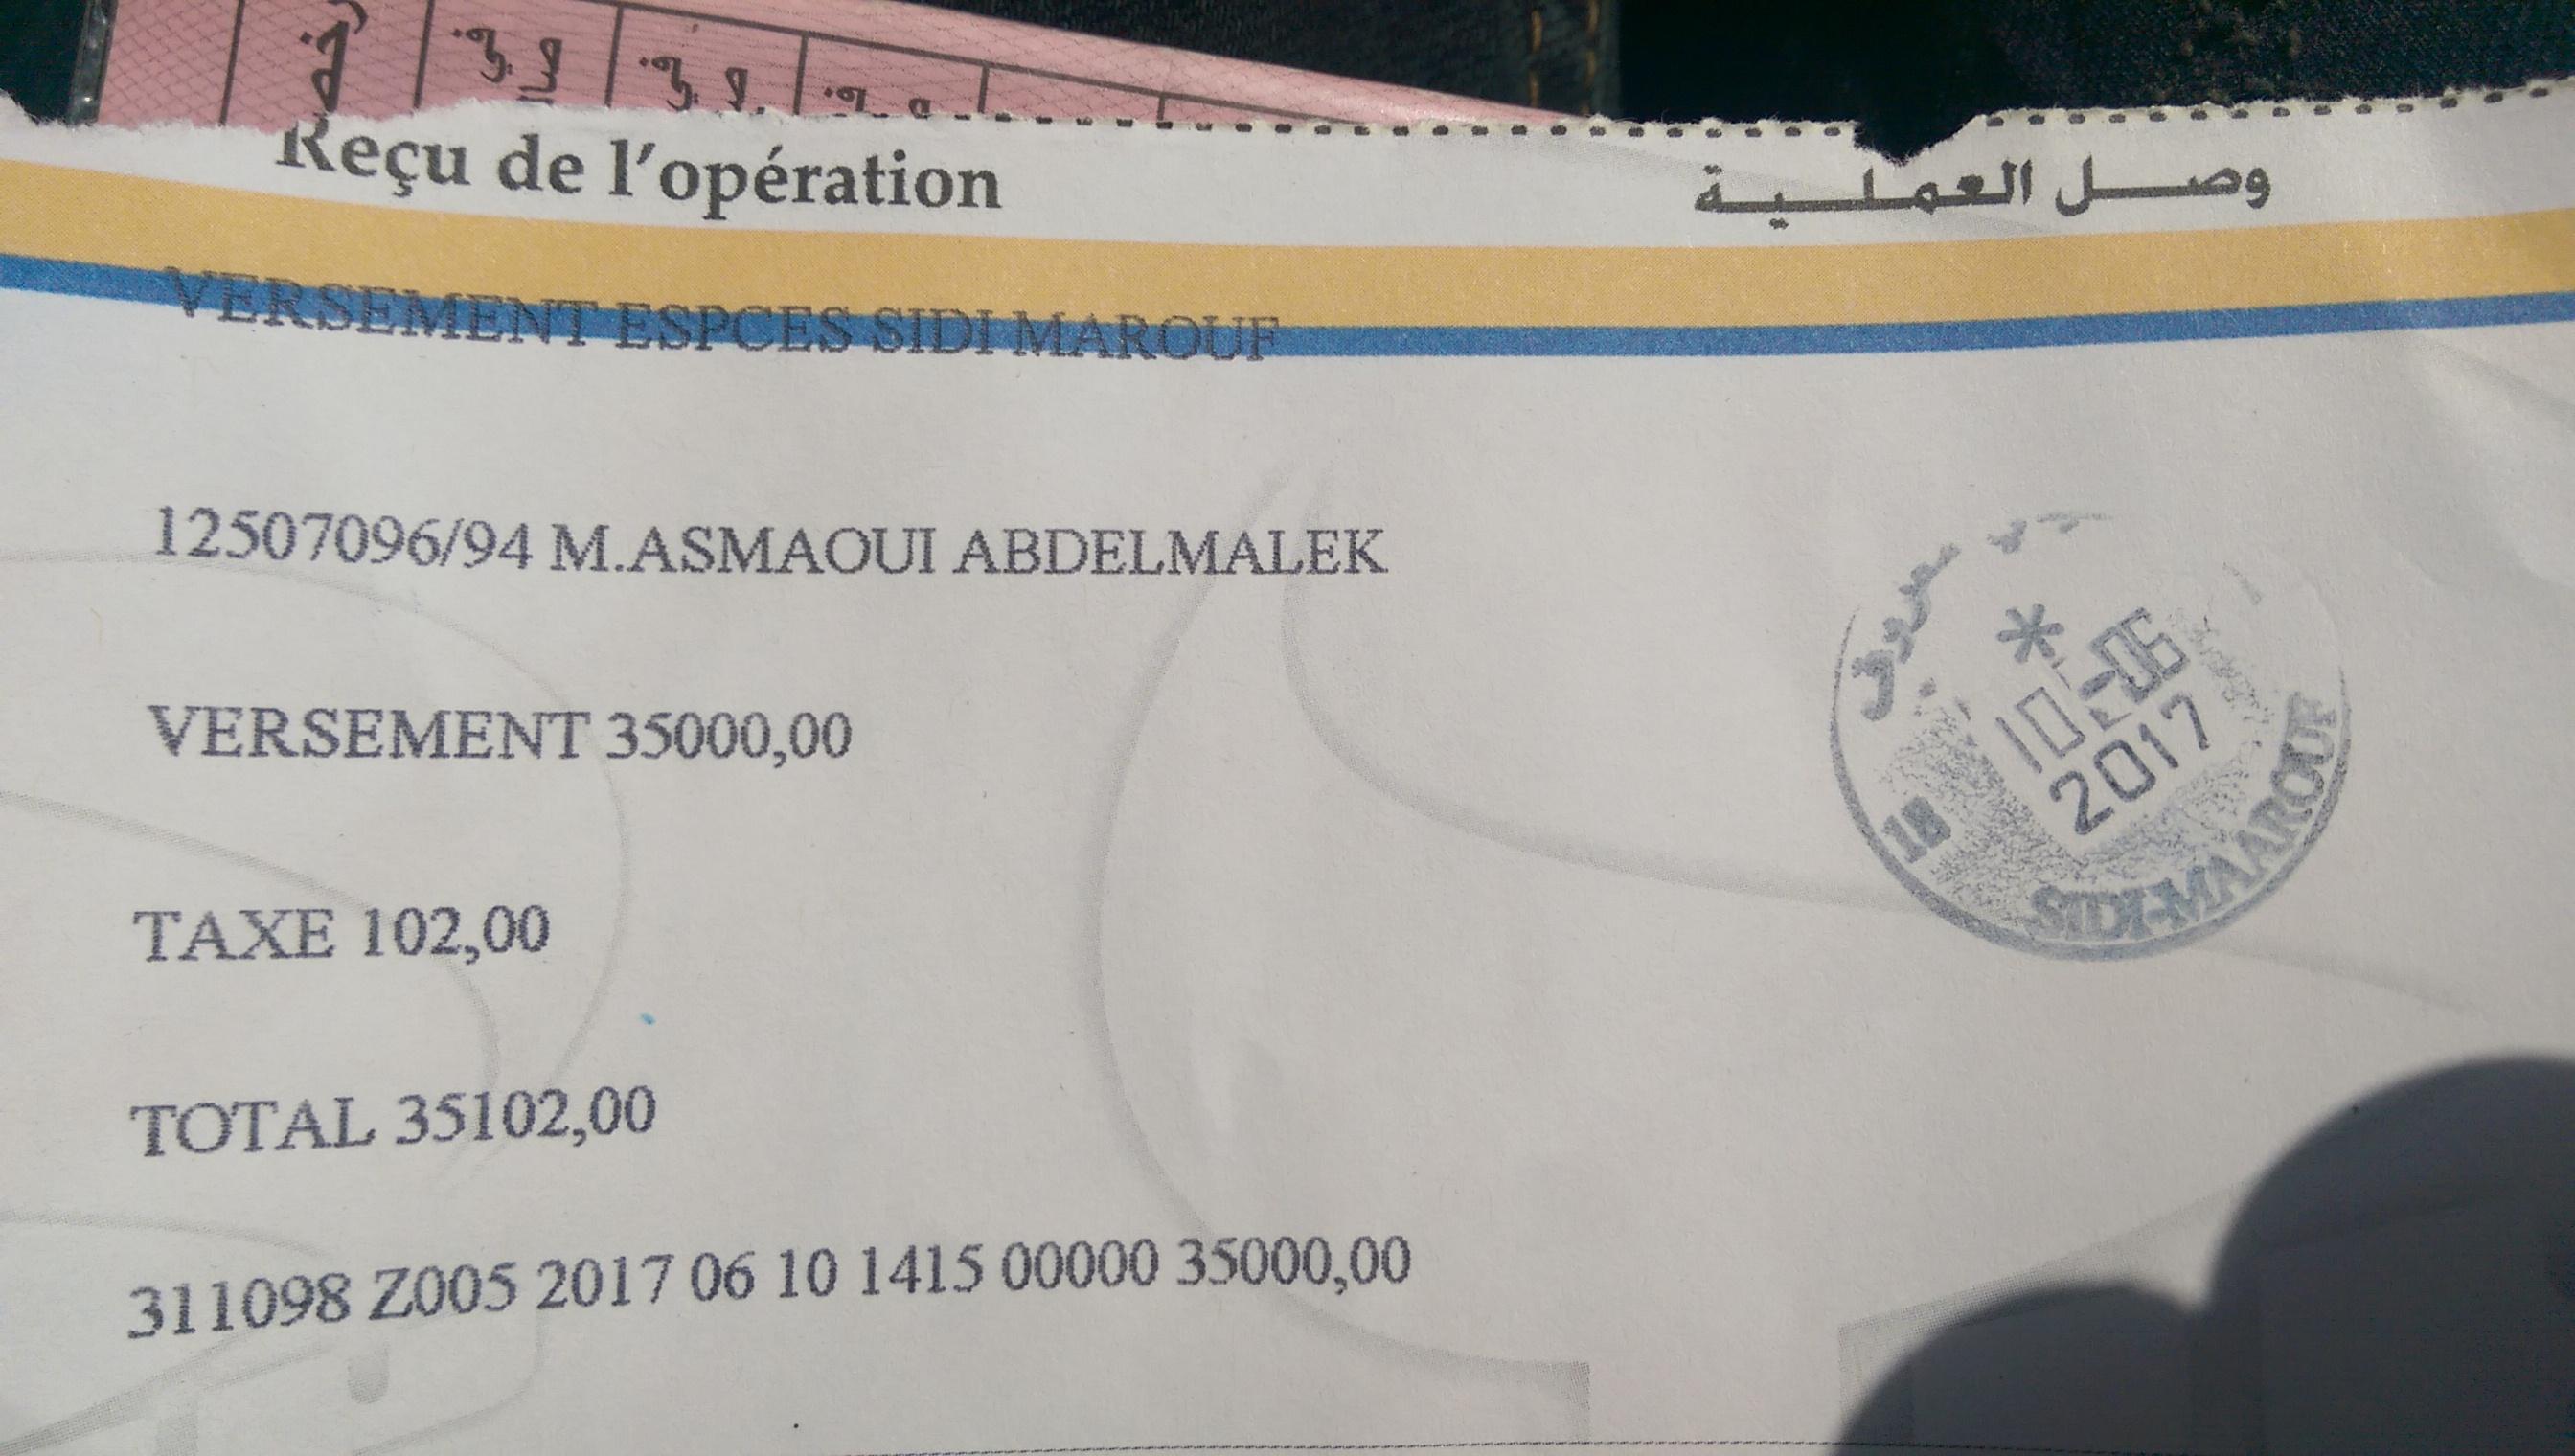 Reçu de l'opération
وصل العملية
VERSEMENT ESPCES SIDI MAROUF
12507096/94 M.ASMAOUI ABDELMALEK
VERSEMENT 35000,00
TAXE 102,00
TOTAL 35102,00
311098 Z005 2017 06 10 1415 00000 35000,00
*
10-06
2017
18
SIDI-MAAROUF